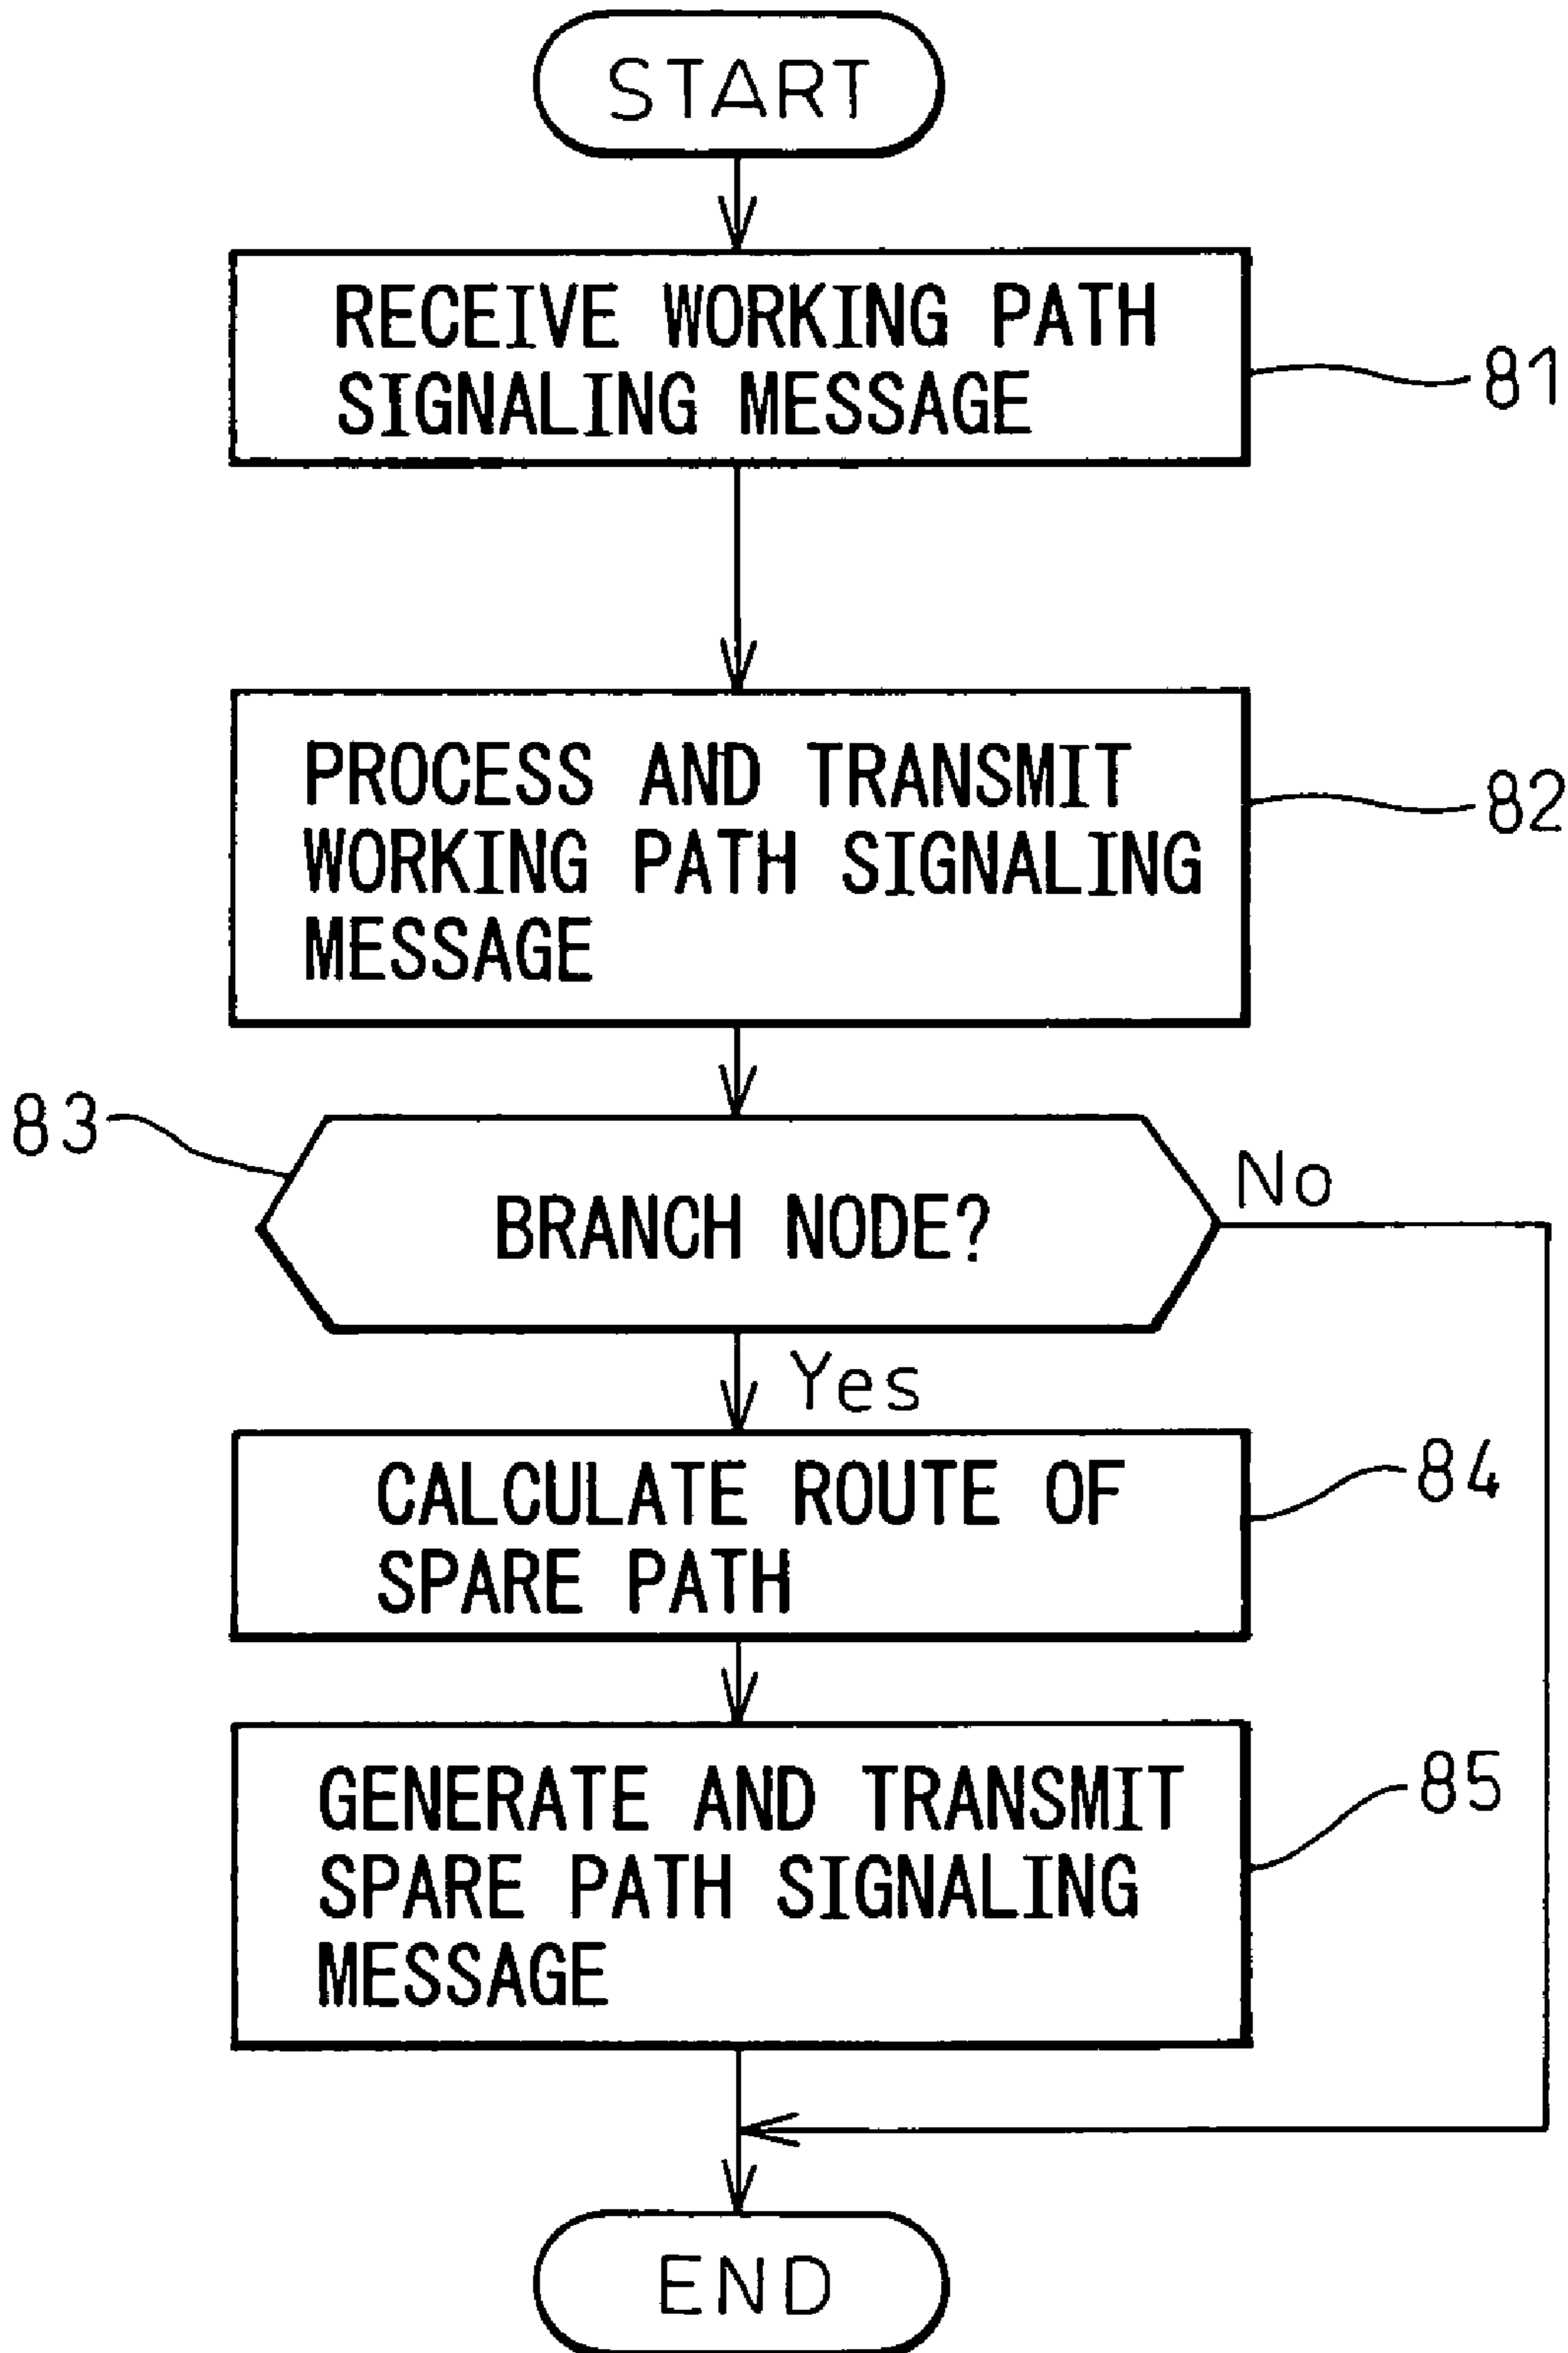 START
RECEIVE WORKING PATH
SIGNALING MESSAGE
81
PROCESS AND TRANSMIT
WORKING PATH SIGNALING
MESSAGE
82
83
BRANCH NODE?
No
Yes
CALCULATE ROUTE OF
SPARE PATH
84
GENERATE AND TRANSMIT
SPARE PATH SIGNALING
MESSAGE
85
END